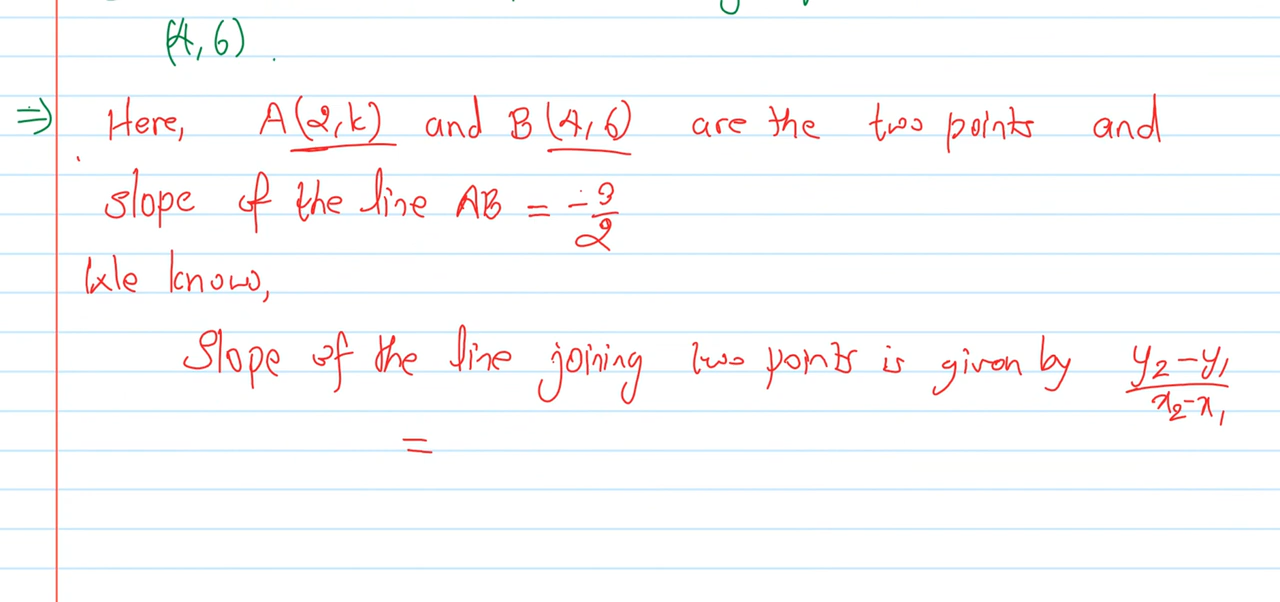 (4, 6).
⇒ Here, A(2,k) and B(4,6) are the two points and
slope of the line AB = -3/2
We know,
Slope of the line joining two points is given by y₂-y₁/x₂-x₁
=